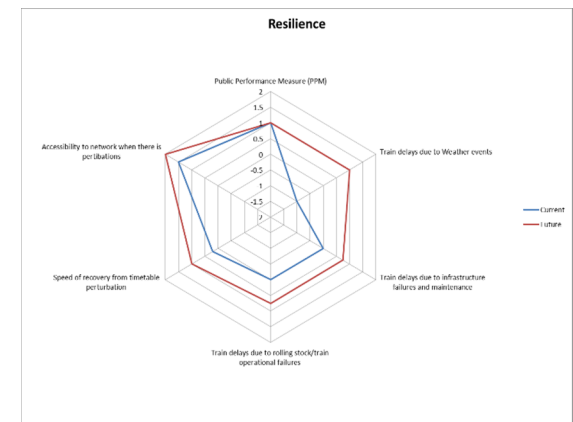 Resilience
Public Performance Measure (PPM)
2
1.5
1
0.5
0
-0.5
-1
-1.5
Accessibility to network when there is
pertibations
Train delays due to Weather events
Current
Future
Speed of recovery from timetable
perturbation
Train delays due to infrastructure
failures and maintenance
Train delays due to rolling stock/train
operational failures